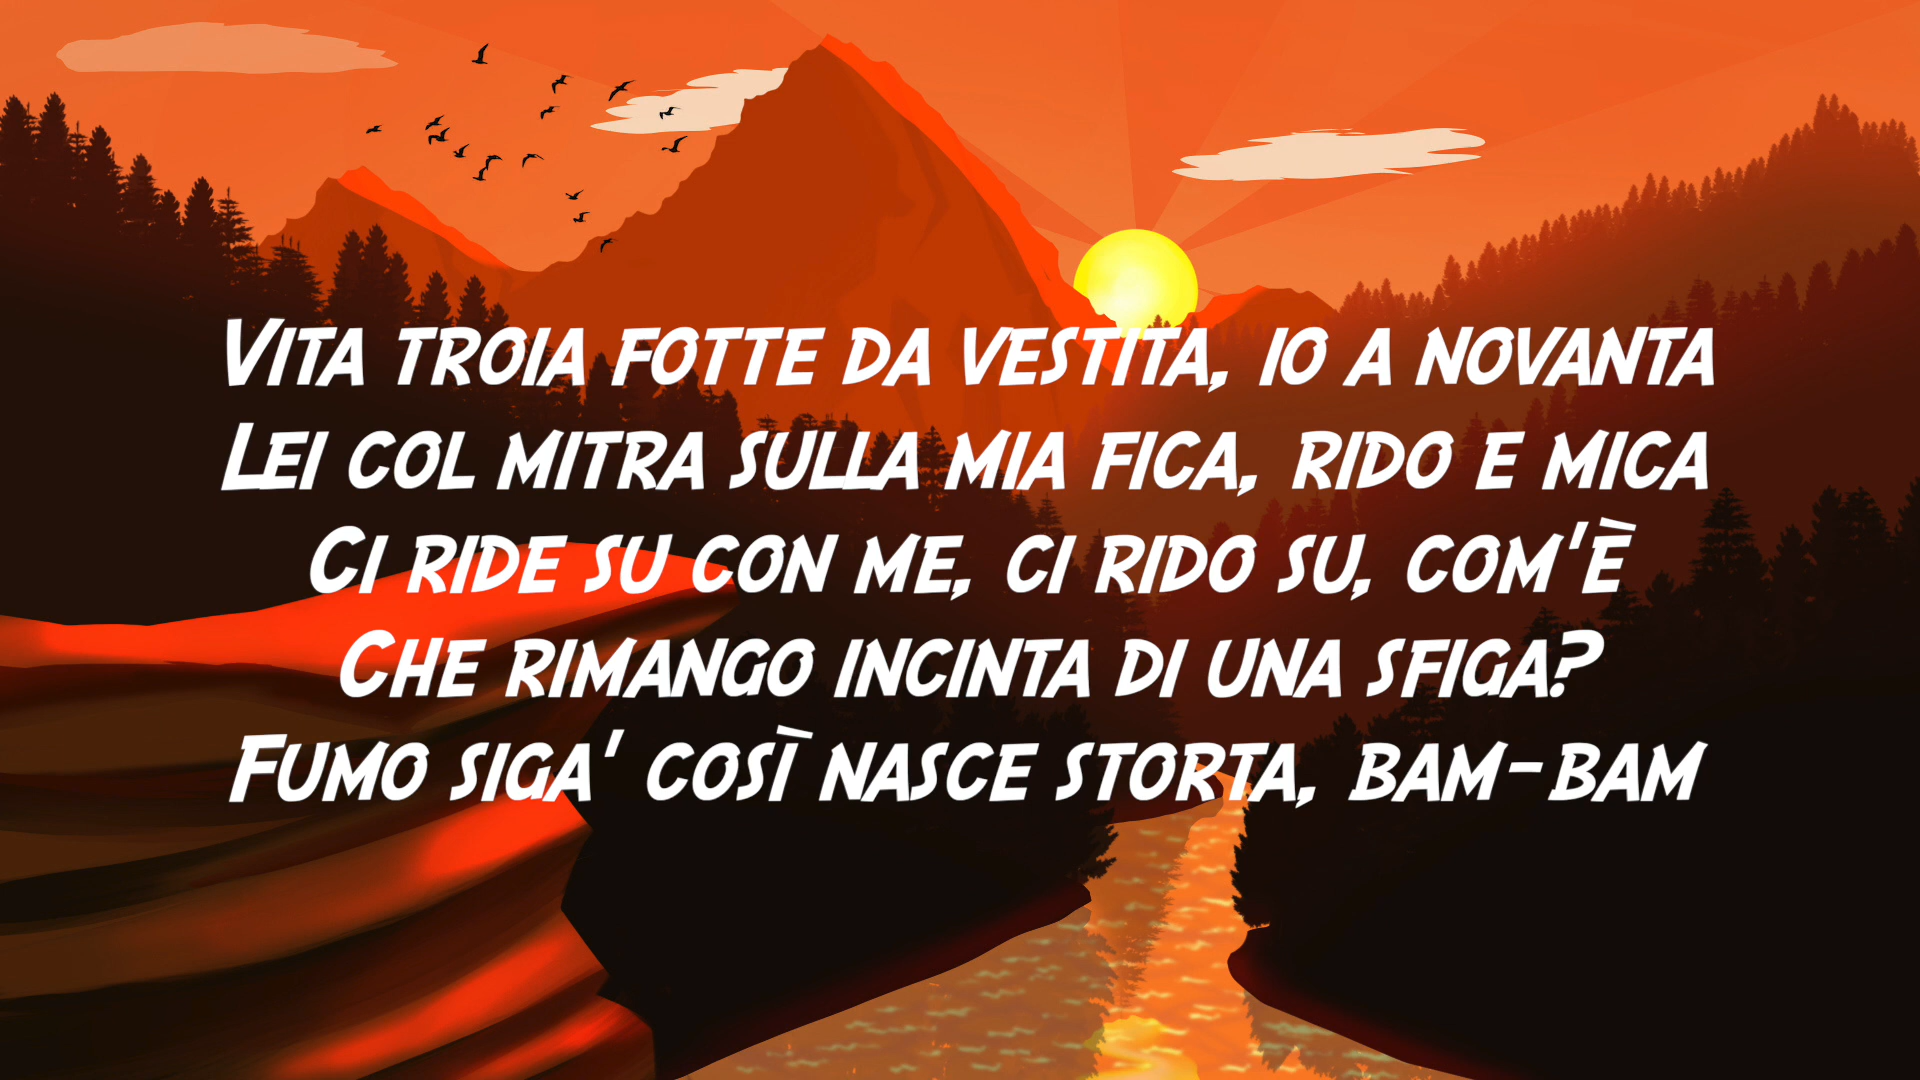 Vita troia fotte da vestita, io a novanta
Lei col mitra sulla mia fica, rido e mica
Ci ride su con me, ci rido su, com'è
Che rimango incinta di una sfiga?
Fumo siga' così nasce storta, bam-bam